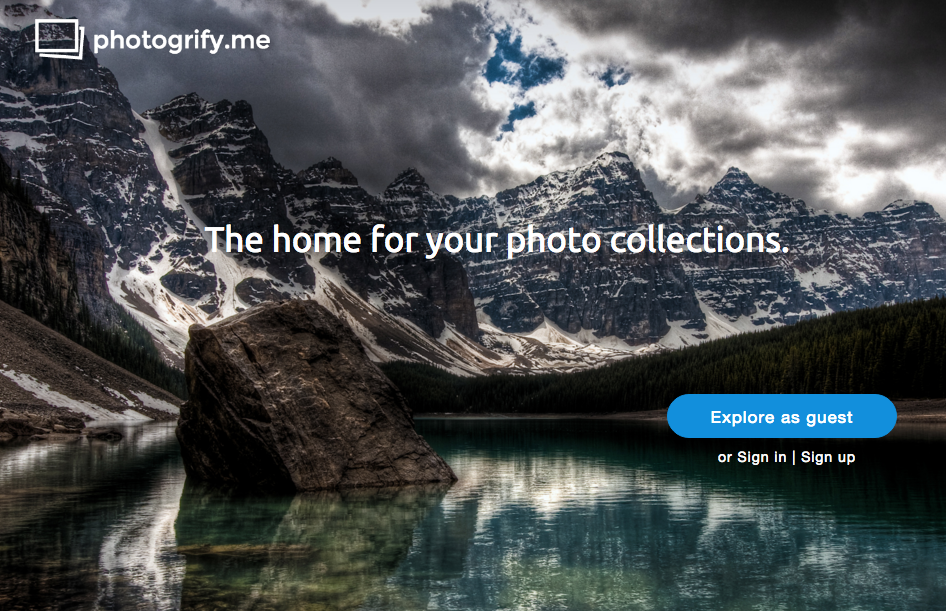 photogrify.me
The home for your photo collections.
Explore as guest
or Sign in | Sign up